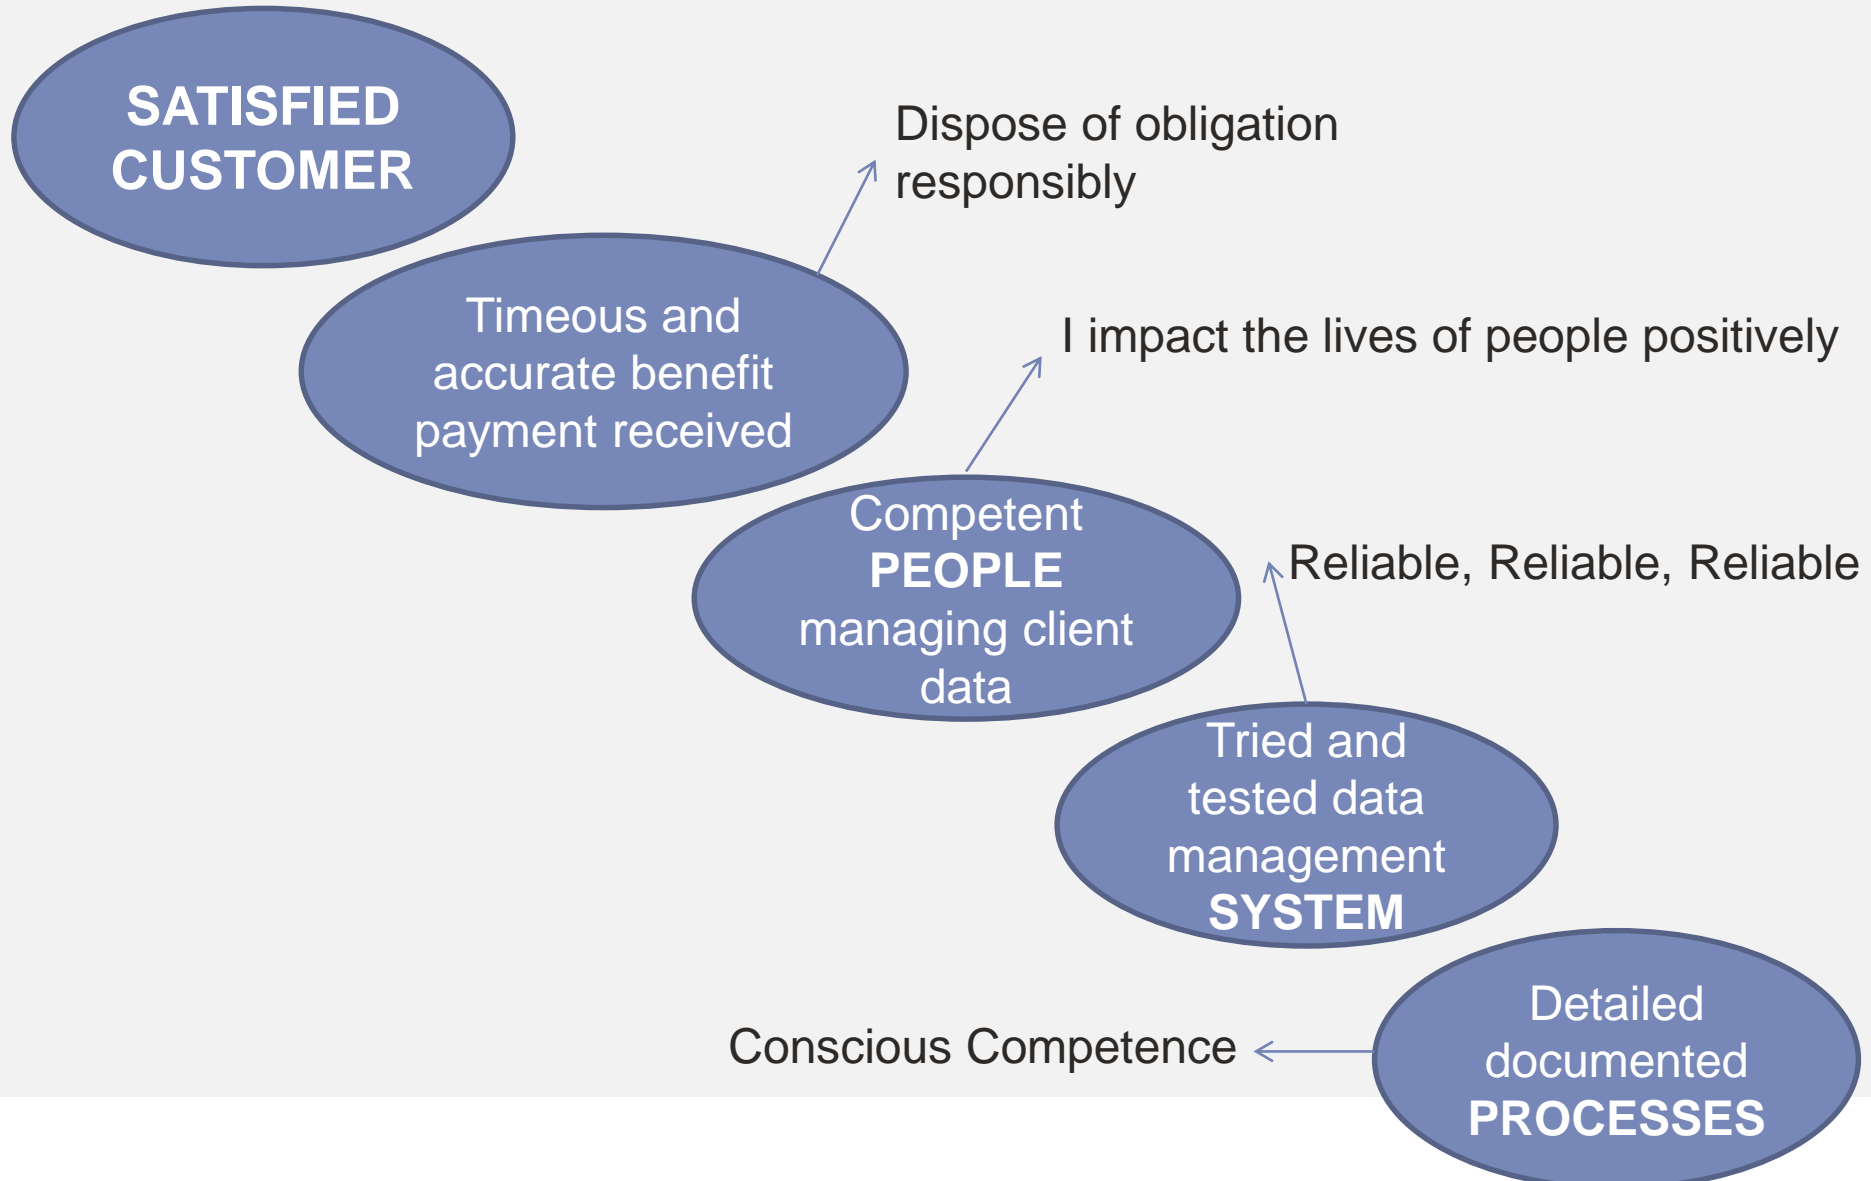 SATISFIED
CUSTOMER
Dispose of obligation
responsibly
Timeous and
accurate benefit
payment received
I impact the lives of people positively
Competent
PEOPLE
managing client
data
Reliable, Reliable, Reliable
Tried and
tested data
management
SYSTEM
Conscious Competence
Detailed
documented
PROCESSES